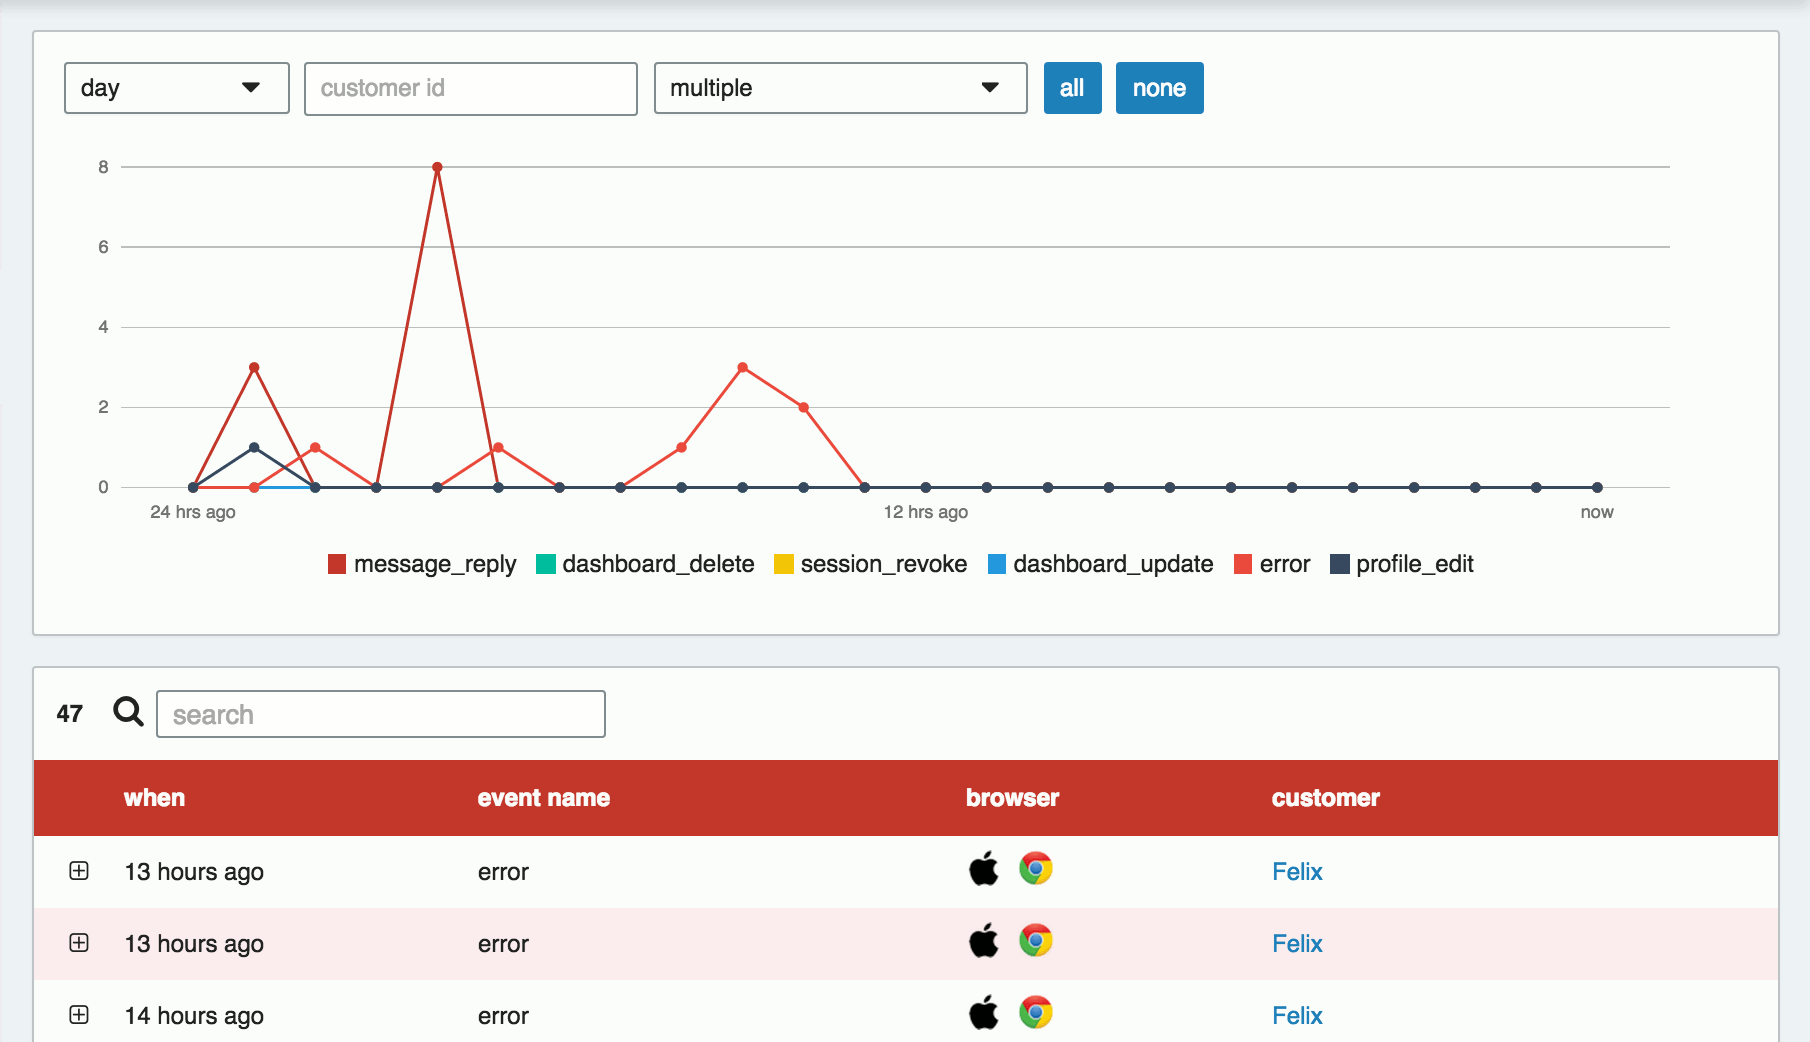 day customer id multiple all none
8
6
4
2
0
24 hrs ago 12 hrs ago now
message_reply dashboard_delete session_revoke dashboard_update error profile_edit
47 search
when event name browser customer
13 hours ago error Felix
13 hours ago error Felix
14 hours ago error Felix